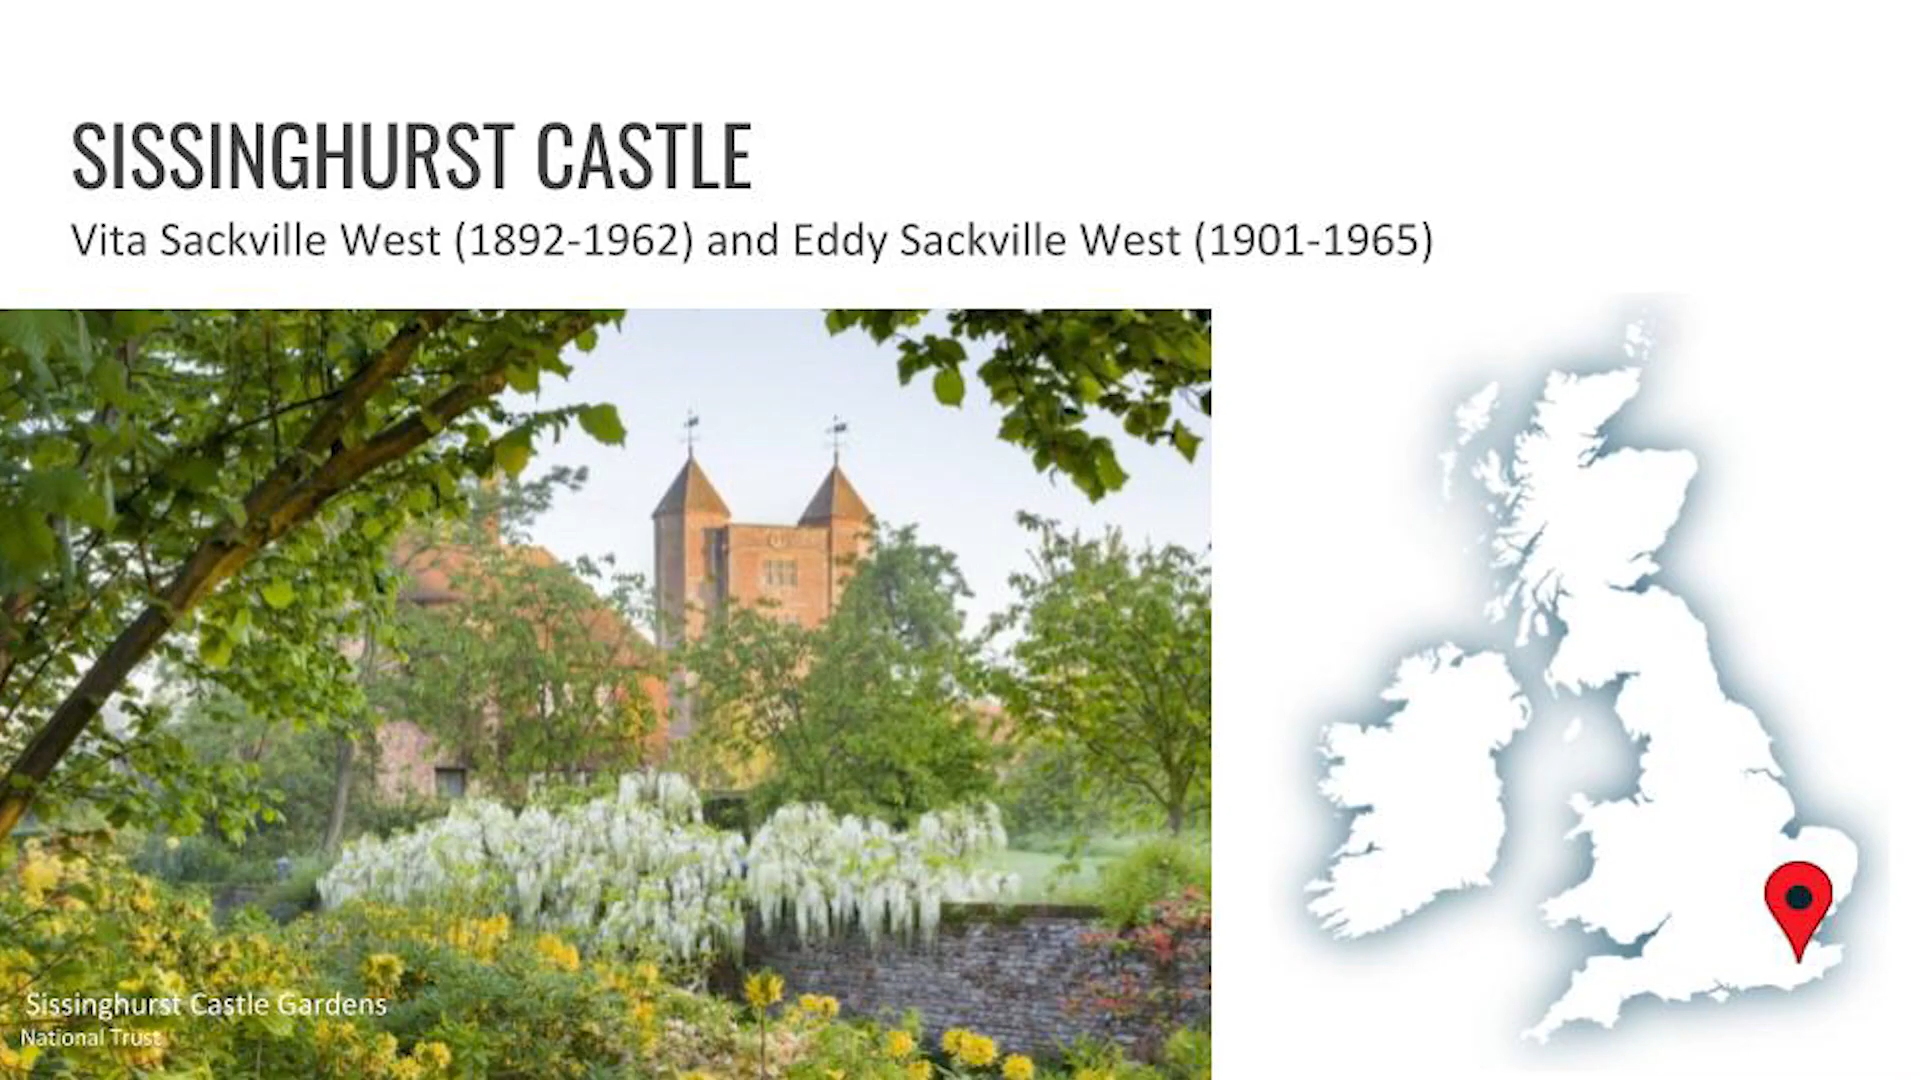 SISSINGHURST CASTLE
Vita Sackville West (1892-1962) and Eddy Sackville West (1901-1965)
Sissinghurst Castle Gardens
National Trust